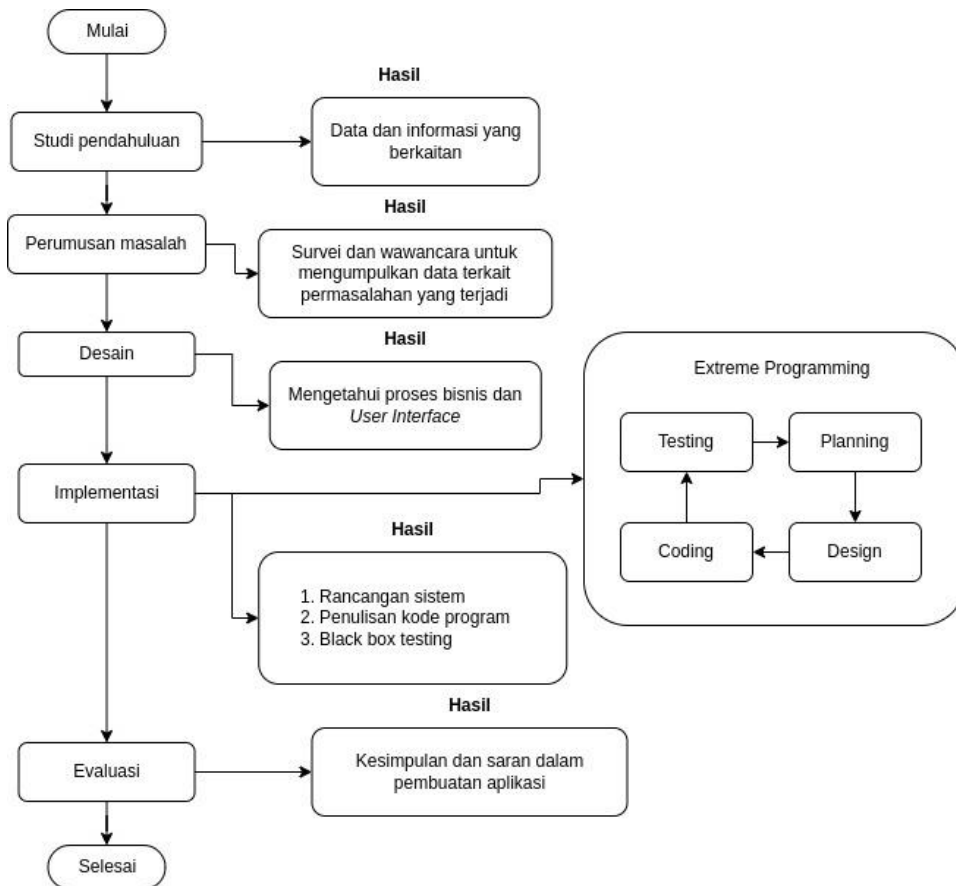 Mulai
Hasil
Studi pendahuluan
Data dan informasi yang
berkaitan
Hasil
Perumusan masalah
Survei dan wawancara untuk
mengumpulkan data terkait
permasalahan yang terjadi
Hasil
Desain
Mengetahui proses bisnis dan
User Interface
Extreme Programming
Testing
Planning
Implementasi
Hasil
Coding
Design
1. Rancangan sistem
2. Penulisan kode program
3. Black box testing
Hasil
Evaluasi
Kesimpulan dan saran dalam
pembuatan aplikasi
Selesai